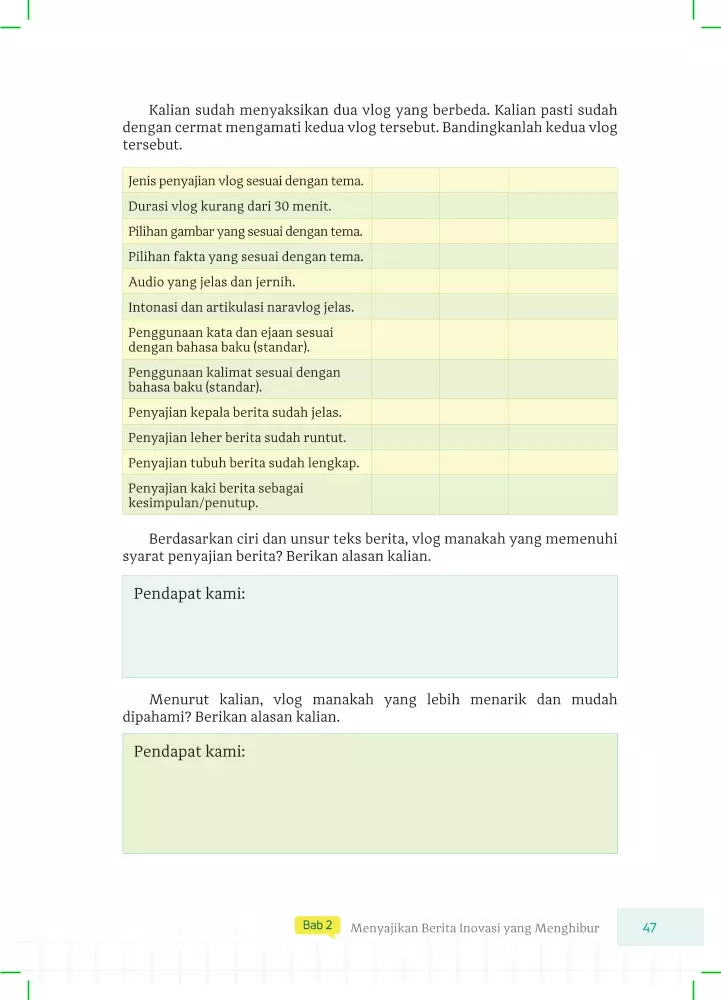 Kalian sudah menyaksikan dua vlog yang berbeda. Kalian pasti sudah
dengan cermat mengamati kedua vlog tersebut. Bandingkanlah kedua vlog
tersebut.
Jenis penyajian vlog sesuai dengan tema.
Durasi vlog kurang dari 30 menit.
Pilihan gambar yang sesuai dengan tema.
Pilihan fakta yang sesuai dengan tema.
Audio yang jelas dan jernih.
Intonasi dan artikulasi naravlog jelas.
Penggunaan kata dan ejaan sesuai
dengan bahasa baku (standar).
Penggunaan kalimat sesuai dengan
bahasa baku (standar).
Penyajian kepala berita sudah jelas.
Penyajian leher berita sudah runtut.
Penyajian tubuh berita sudah lengkap.
Penyajian kaki berita sebagai
kesimpulan/penutup.
Berdasarkan ciri dan unsur teks berita, vlog manakah yang memenuhi
syarat penyajian berita? Berikan alasan kalian.
Pendapat kami:
Menurut kalian, vlog manakah yang lebih menarik dan mudah
dipahami? Berikan alasan kalian.
Pendapat kami:
Bab 2 Menyajikan Berita Inovasi yang Menghibur 47